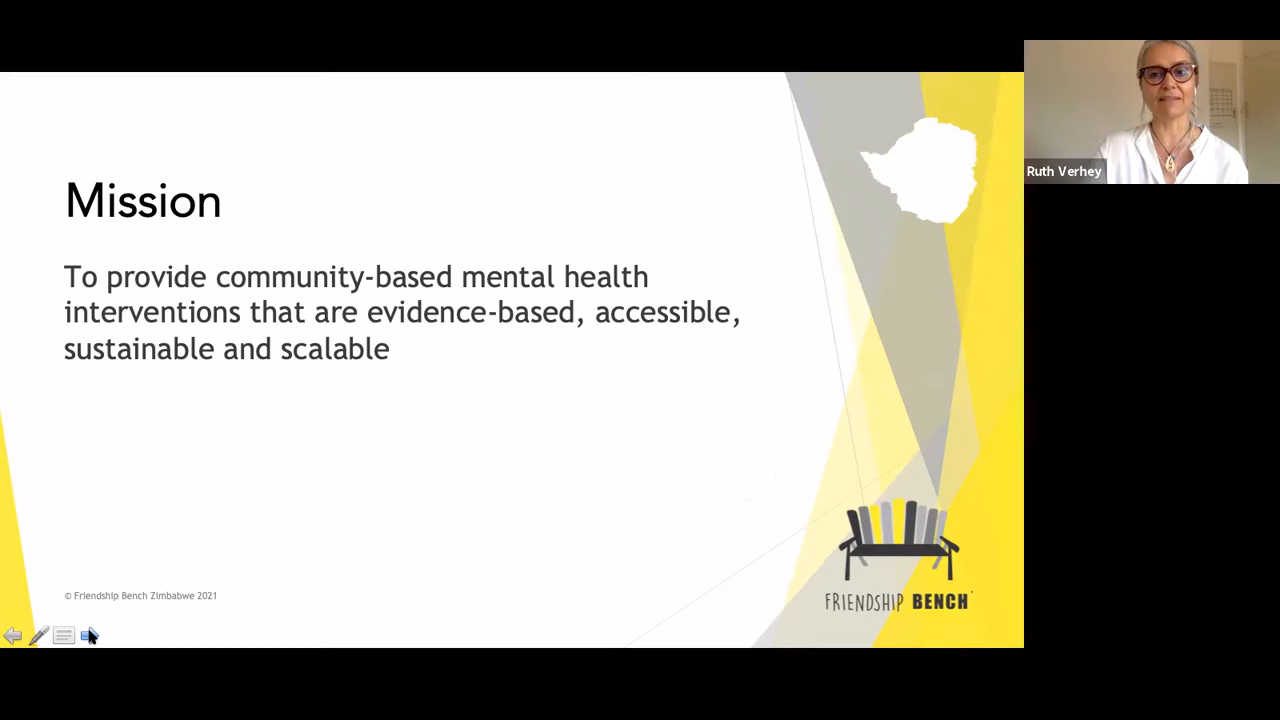 Mission
To provide community-based mental health
interventions that are evidence-based, accessible,
sustainable and scalable
© Friendship Bench Zimbabwe 2021
FRIENDSHIP BENCH
Ruth Verhey